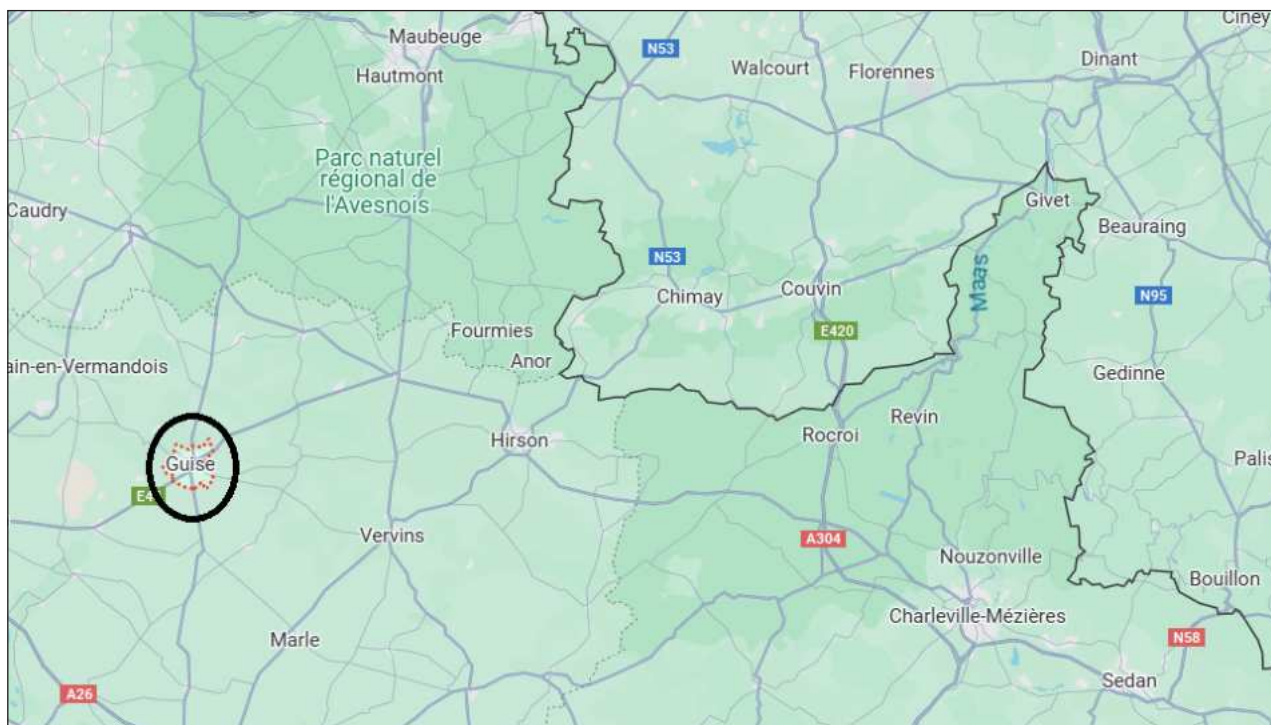 Ciney
Maubeuge
N53
Dinant
Walcourt
Florennes
Hautmont
Parc naturel
régional de
l'Avesnois
Givet
Caudry
Beauraing
N53
Maas
Chimay
Couvin
N95
Fourmies
E420
Anor
ain-en-Vermandois
Gedinne
Revin
Hirson
Rocroi
Guise
Palis
E4
Vervins
A304
Nouzonville
Bouillon
Charleville-Mézières
Marle
N58
Sedan
A26